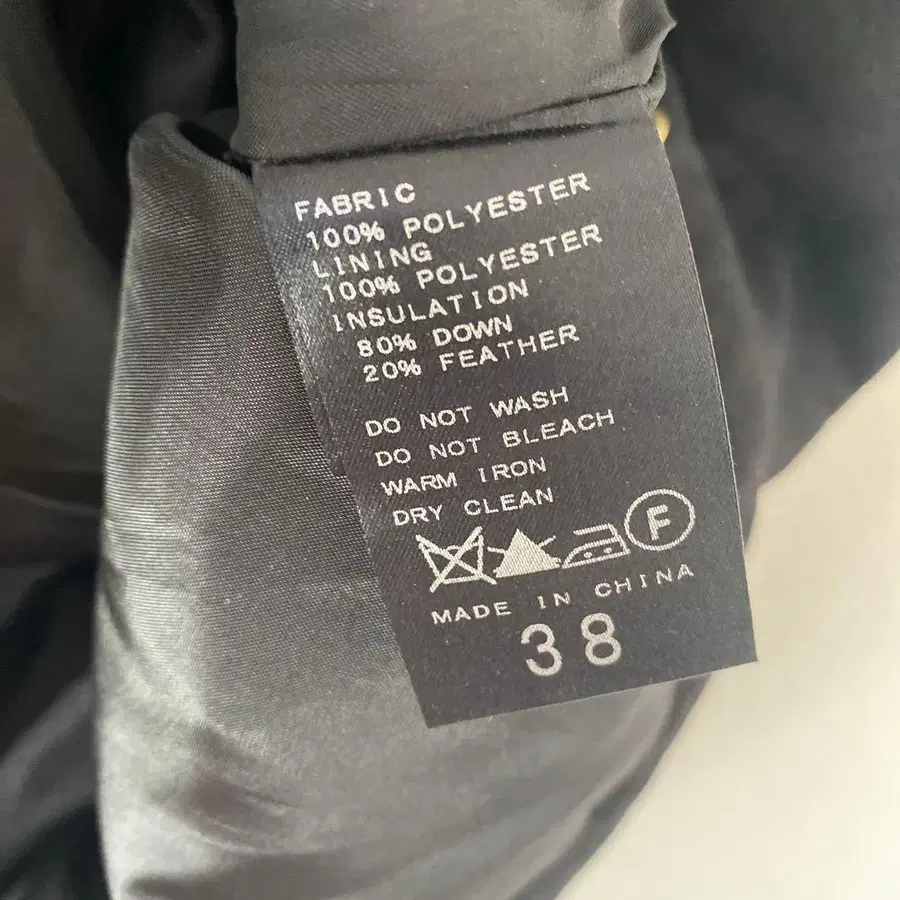 FABRIC
100% POLYESTER
LINING
100% POLYESTER
INSULATION
80% DOWN
20% FEATHER
DO NOT WASH
DO NOT BLEACH
WARM IRON
DRY CLEAN
F
MADE IN CHINA
38